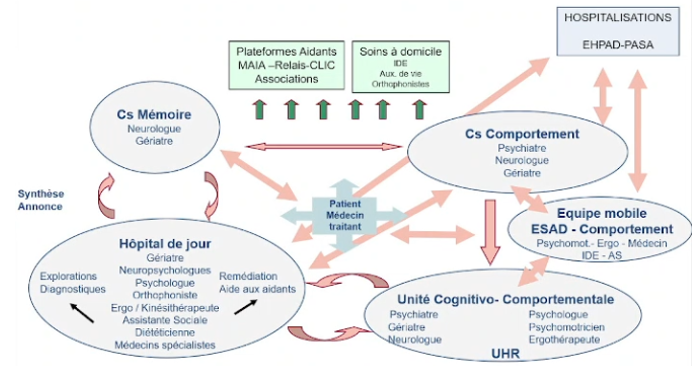 HOSPITALISATIONS
EHPAD-PASA
Plateformes Aidants
MAIA –Relais-CLIC
Associations
Soins à domicile
IDE
Aux. de vie
Orthophonistes
Cs Mémoire
Neurologue
Gériatre
Cs Comportement
Psychiatre
Neurologue
Gériatre
Synthèse
Annonce
Patient
Médecin
traitant
Equipe mobile
ESAD - Comportement
Psychomot.- Ergo - Médecin
IDE - AS
Hôpital de jour
Gériatre
Neuropsychologues
Psychologue
Orthophoniste
Ergo / Kinésithérapeute
Assistante Sociale
Diététicienne
Médecins spécialistes
Explorations
Diagnostiques
Remédiation
Aide aux aidants
Unité Cognitivo- Comportementale
Psychiatre
Gériatre
Neurologue
Psychologue
Psychomotricien
Ergothérapeute
UHR